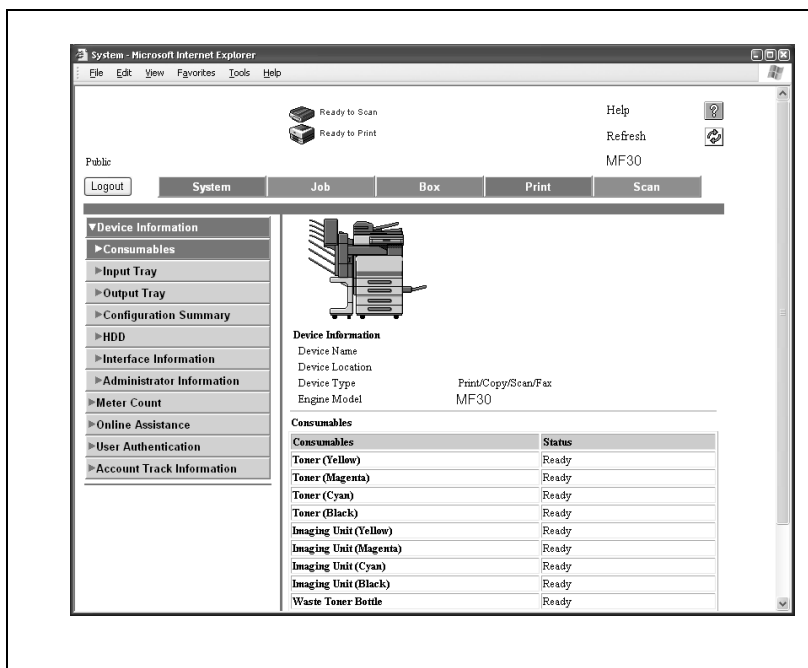 System - Microsoft Internet Explorer
File Edit View Favorites Tools Help
Ready to Scan
Ready to Print
Help
Refresh
Public
MF30
Logout
System Job Box Print Scan
Device Information
Consumables
Input Tray
Output Tray
Configuration Summary
HDD
Interface Information
Administrator Information
Meter Count
Online Assistance
User Authentication
Account Track Information
Device Information
Device Name
Device Location
Device Type Print/Copy/Scan/Fax
Engine Model MF30
Consumables
Consumables Status
Toner (Yellow) Ready
Toner (Magenta) Ready
Toner (Cyan) Ready
Toner (Black) Ready
Imaging Unit (Yellow) Ready
Imaging Unit (Magenta) Ready
Imaging Unit (Cyan) Ready
Imaging Unit (Black) Ready
Waste Toner Bottle Ready